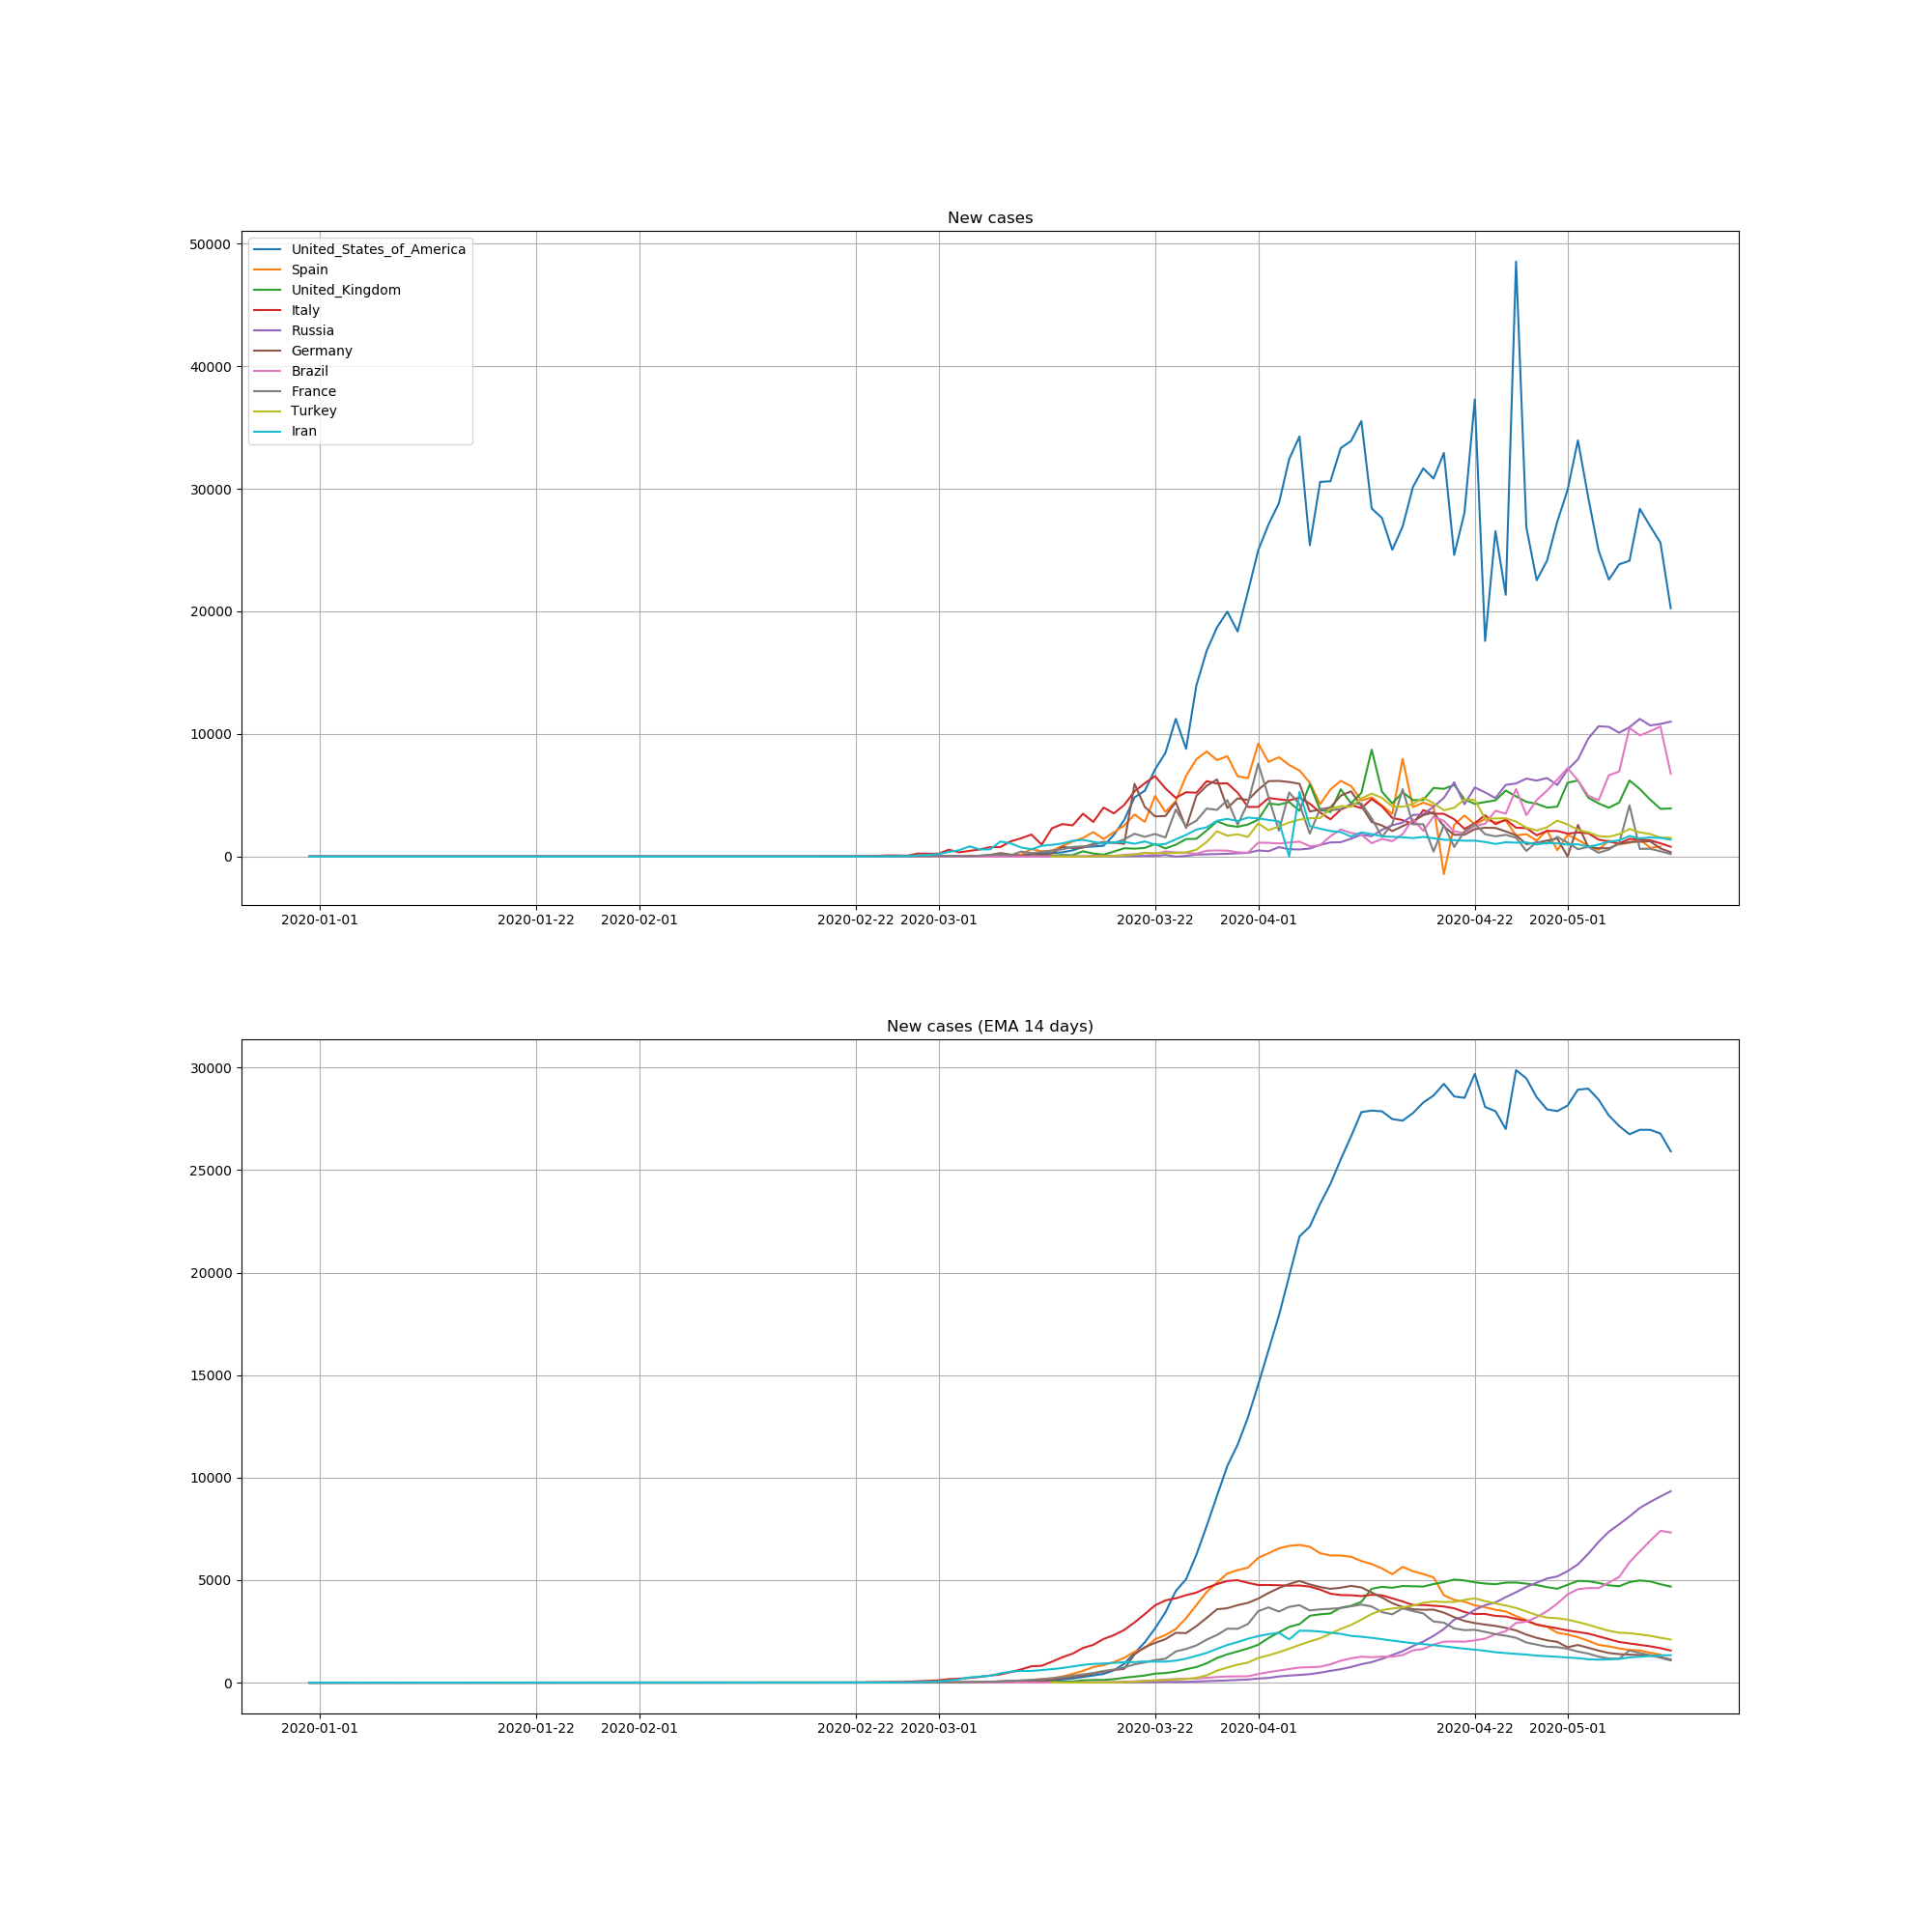 New cases
50000
40000
30000
20000
10000
0
United_States_of_America
Spain
United_Kingdom
Italy
Russia
Germany
Brazil
France
Turkey
Iran
2020-01-01 2020-01-22 2020-02-01 2020-02-22 2020-03-01 2020-03-22 2020-04-01 2020-04-22 2020-05-01
New cases (EMA 14 days)
30000
25000
20000
15000
10000
5000
0
2020-01-01 2020-01-22 2020-02-01 2020-02-22 2020-03-01 2020-03-22 2020-04-01 2020-04-22 2020-05-01